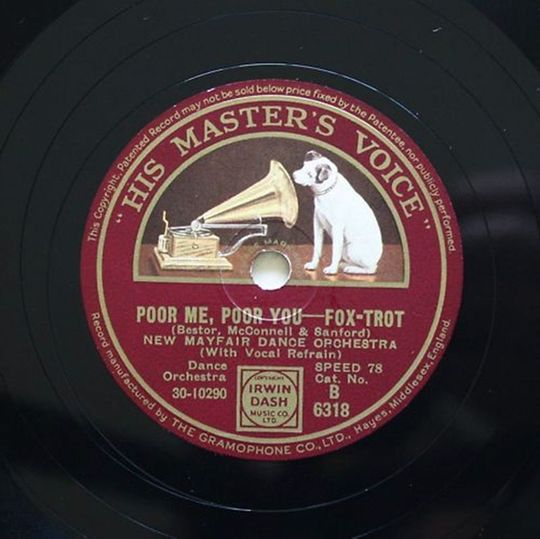 This Copyright, Patented Record may not be sold below price fixed by the Patentee, nor publicly performed.
"HIS MASTER'S VOICE"
POOR ME, POOR YOU—FOX-TROT
(Bestor, McConnell & Sanford)
NEW MAYFAIR DANCE ORCHESTRA
(With Vocal Refrain)
Dance
Orchestra
30-10290
COPYRIGHT
IRWIN
DASH
MUSIC CO.
LTD.
SPEED 78
Cat. No.
B
6318
Record manufactured by THE GRAMOPHONE CO., LTD., Hayes, Middlesex, England.